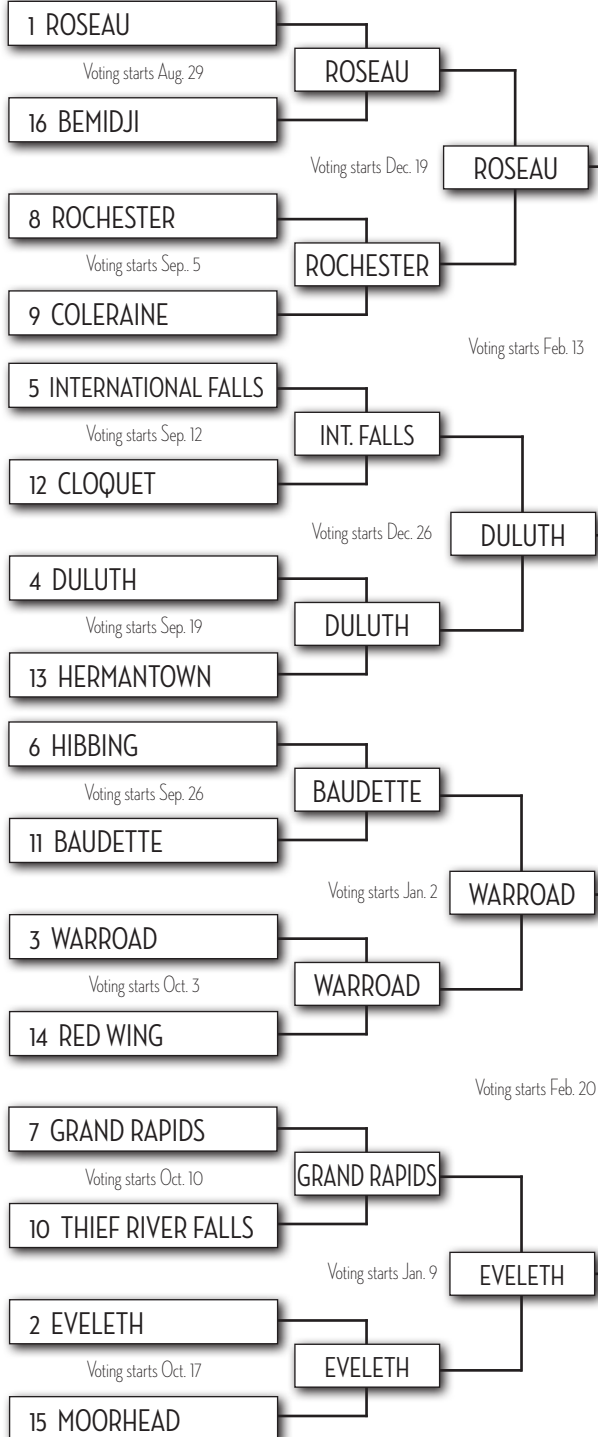 1 ROSEAU
Voting starts Aug. 29
ROSEAU
16 BEMIDJI
Voting starts Dec. 19
ROSEAU
8 ROCHESTER
Voting starts Sep.. 5
ROCHESTER
9 COLERAINE
Voting starts Feb. 13
5 INTERNATIONAL FALLS
Voting starts Sep. 12
INT. FALLS
12 CLOQUET
Voting starts Dec. 26
DULUTH
4 DULUTH
Voting starts Sep. 19
DULUTH
13 HERMANTOWN
6 HIBBING
Voting starts Sep. 26
BAUDETTE
11 BAUDETTE
Voting starts Jan. 2
WARROAD
3 WARROAD
Voting starts Oct. 3
WARROAD
14 RED WING
Voting starts Feb. 20
7 GRAND RAPIDS
Voting starts Oct. 10
GRAND RAPIDS
10 THIEF RIVER FALLS
Voting starts Jan. 9
EVELETH
2 EVELETH
Voting starts Oct. 17
EVELETH
15 MOORHEAD